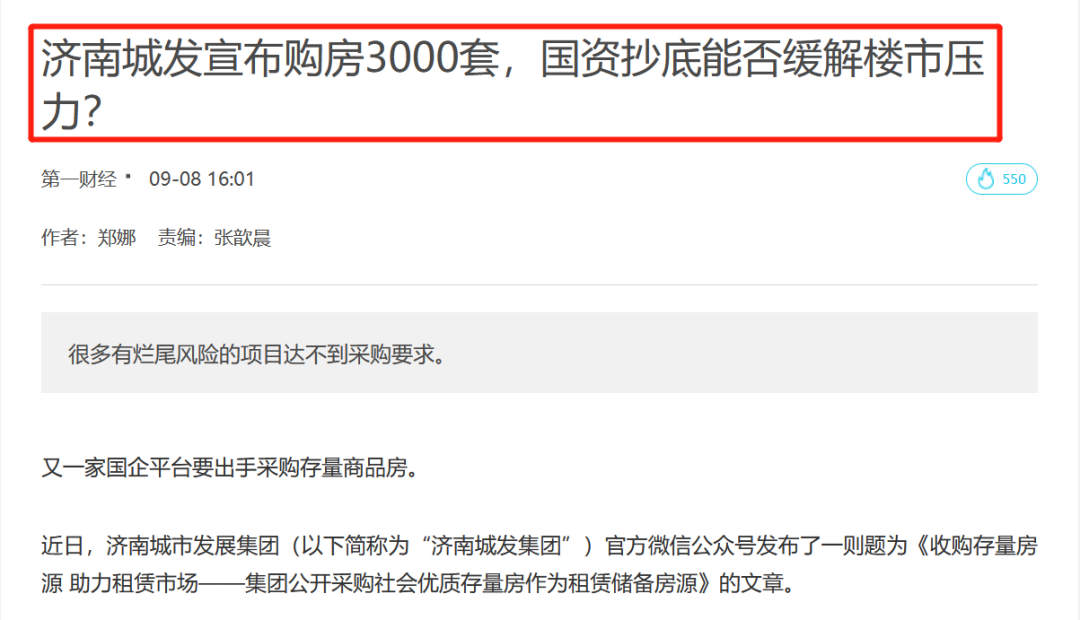 济南城发宣布购房3000套，国资抄底能否缓解楼市压
力？
第一财经 · 09-08 16:01
550
作者：郑娜 责编：张歆晨
很多有烂尾风险的项目达不到采购要求。
又一家国企平台要出手采购存量商品房。
近日，济南城市发展集团（以下简称为“济南城发集团”）官方微信公众号发布了一则题为《收购存量房
源 助力租赁市场——集团公开采购社会优质存量房作为租赁储备房源》的文章。